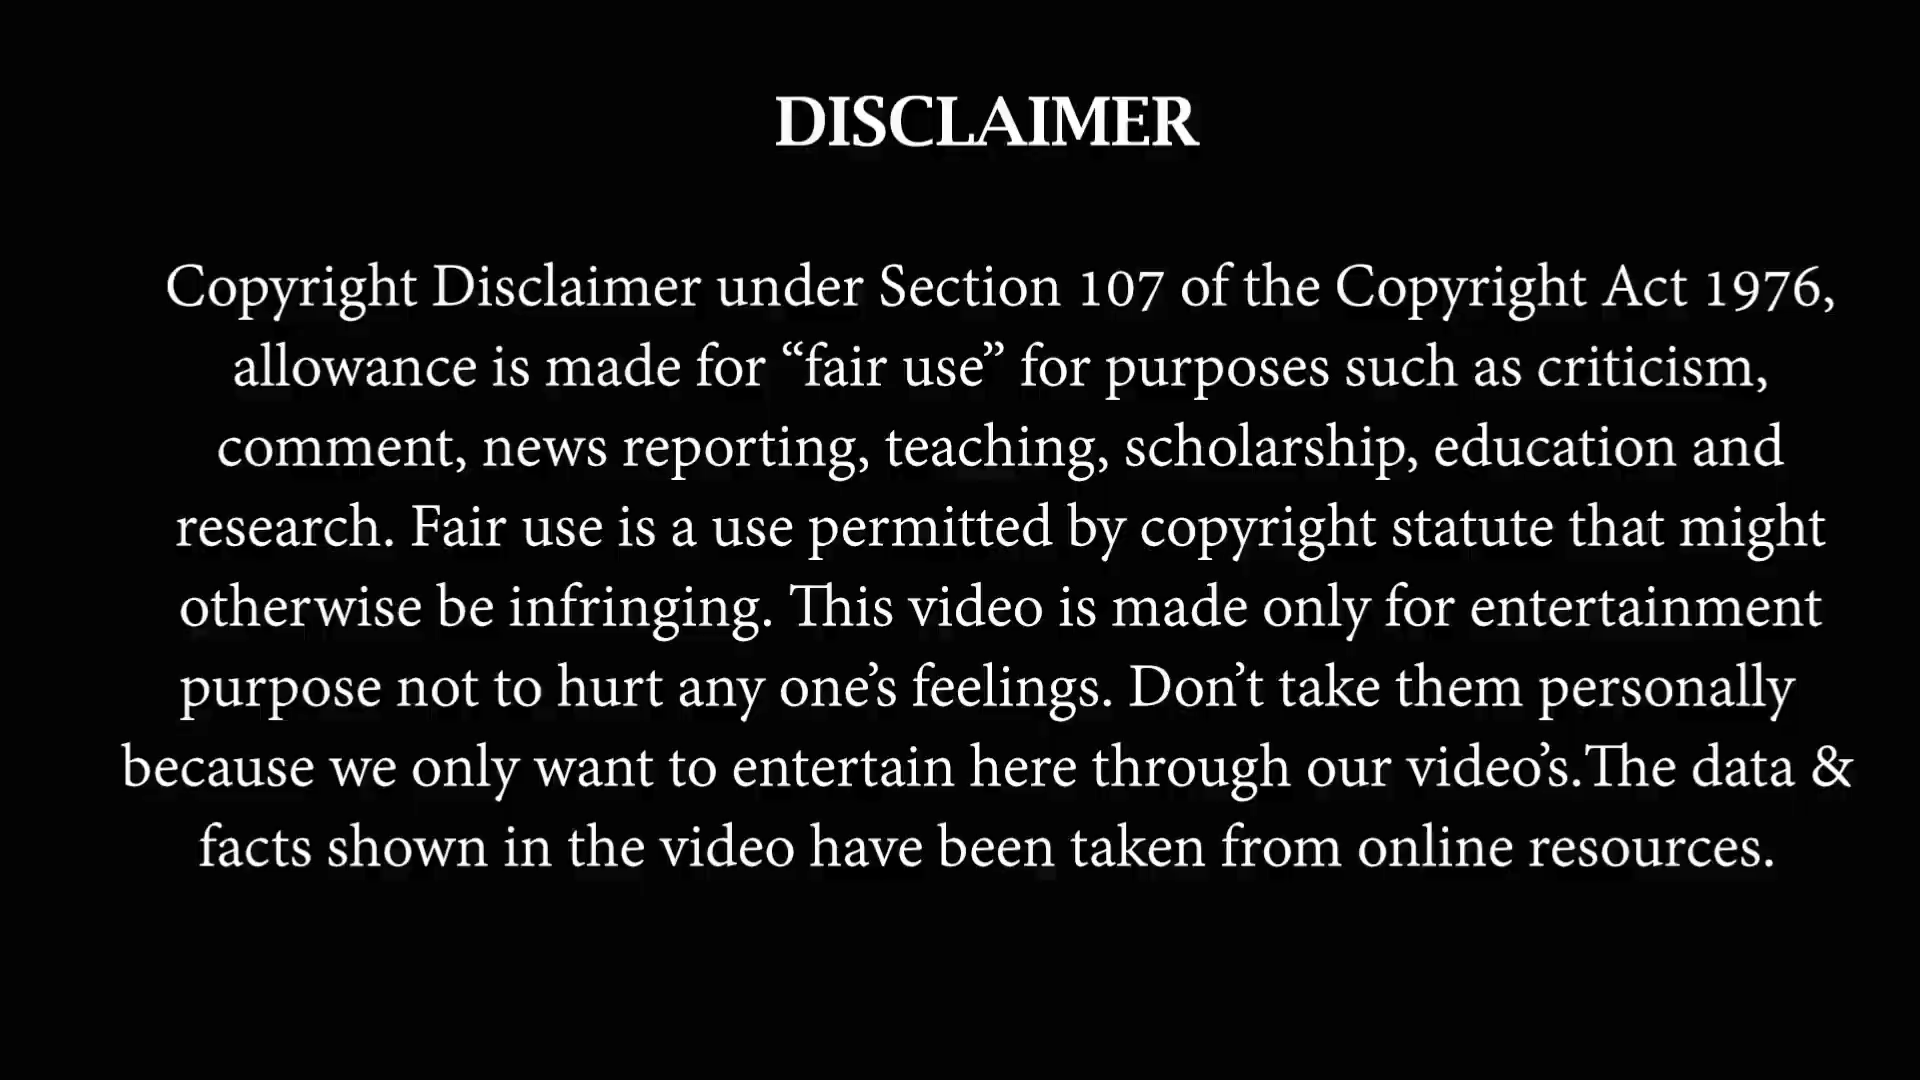 DISCLAIMER
Copyright Disclaimer under Section 107 of the Copyright Act 1976,
allowance is made for “fair use” for purposes such as criticism,
comment, news reporting, teaching, scholarship, education and
research. Fair use is a use permitted by copyright statute that might
otherwise be infringing. This video is made only for entertainment
purpose not to hurt any one’s feelings. Don’t take them personally
because we only want to entertain here through our video’s.The data &
facts shown in the video have been taken from online resources.